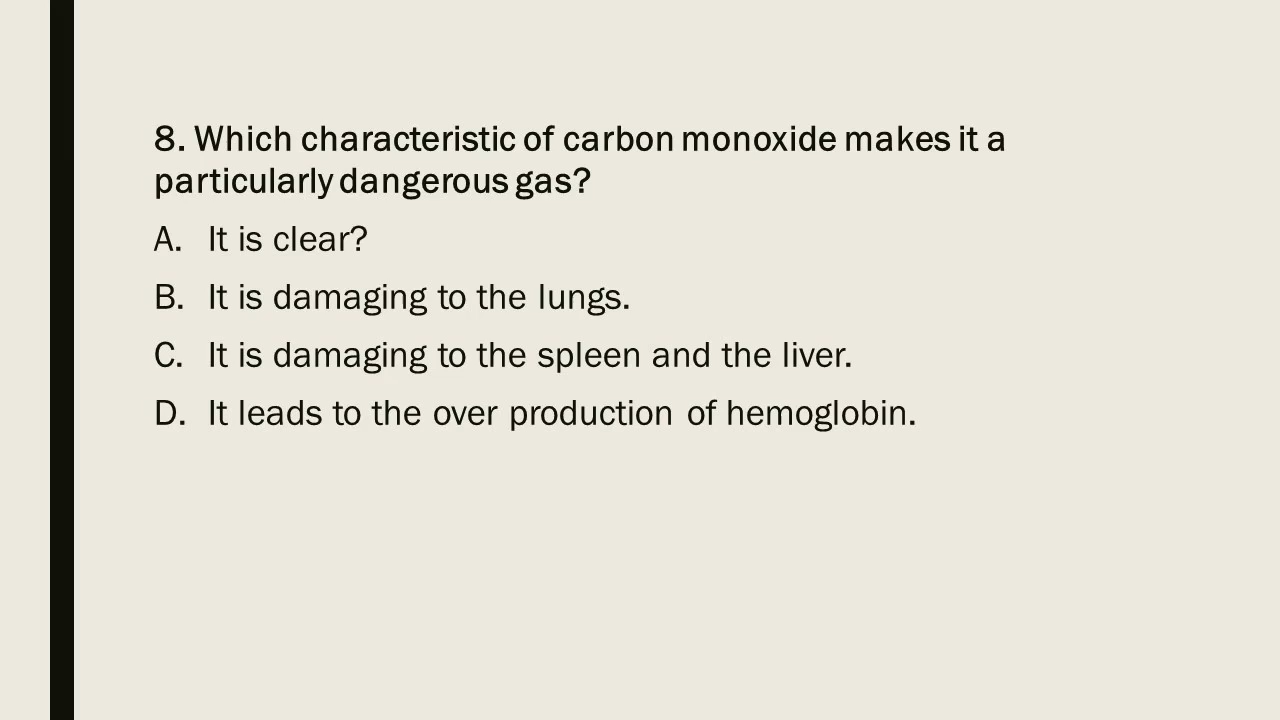 8. Which characteristic of carbon monoxide makes it a
particularly dangerous gas?
A. It is clear?
B. It is damaging to the lungs.
C. It is damaging to the spleen and the liver.
D. It leads to the over production of hemoglobin.